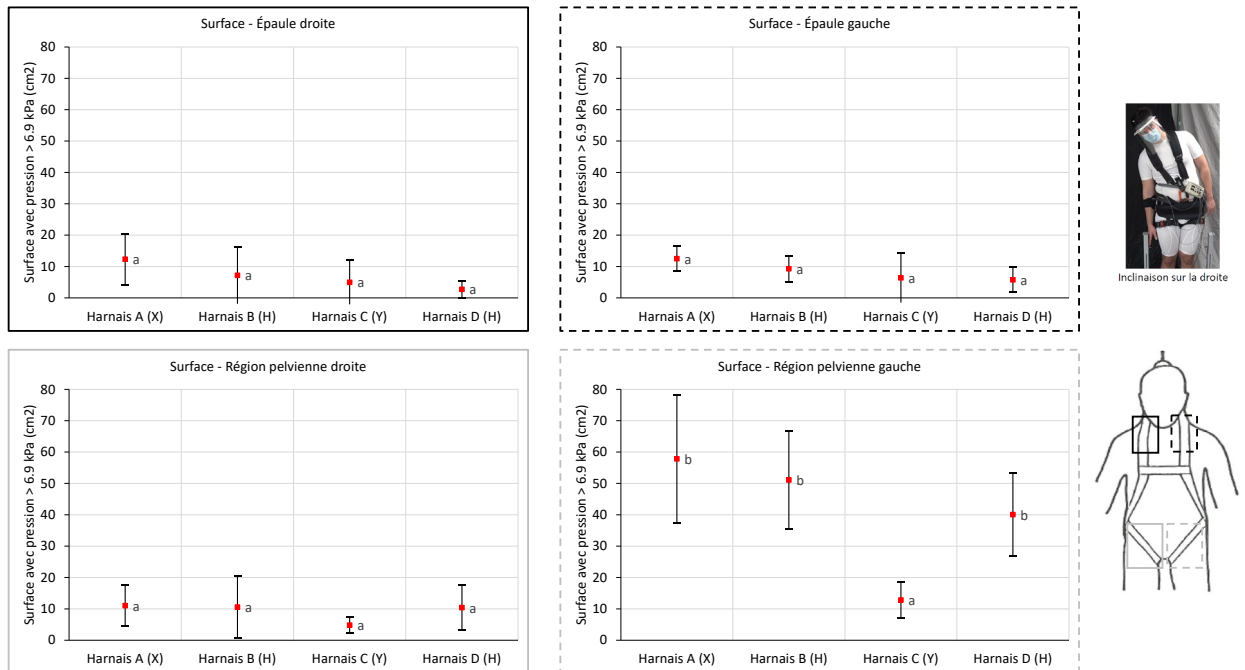 Surface - Épaule droite
Surface avec pression > 6.9 kPa (cm2)
80
70
60
50
40
30
20
10
0
a
a
a
a
Harnais A (X)
Harnais B (H)
Harnais C (Y)
Harnais D (H)
Surface - Épaule gauche
Surface avec pression > 6.9 kPa (cm2)
80
70
60
50
40
30
20
10
0
a
a
a
a
Harnais A (X)
Harnais B (H)
Harnais C (Y)
Harnais D (H)
Inclinaison sur la droite
Surface - Région pelvienne droite
Surface avec pression > 6.9 kPa (cm2)
80
70
60
50
40
30
20
10
0
a
a
a
a
Harnais A (X)
Harnais B (H)
Harnais C (Y)
Harnais D (H)
Surface - Région pelvienne gauche
Surface avec pression > 6.9 kPa (cm2)
80
70
60
50
40
30
20
10
0
b
b
a
b
Harnais A (X)
Harnais B (H)
Harnais C (Y)
Harnais D (H)